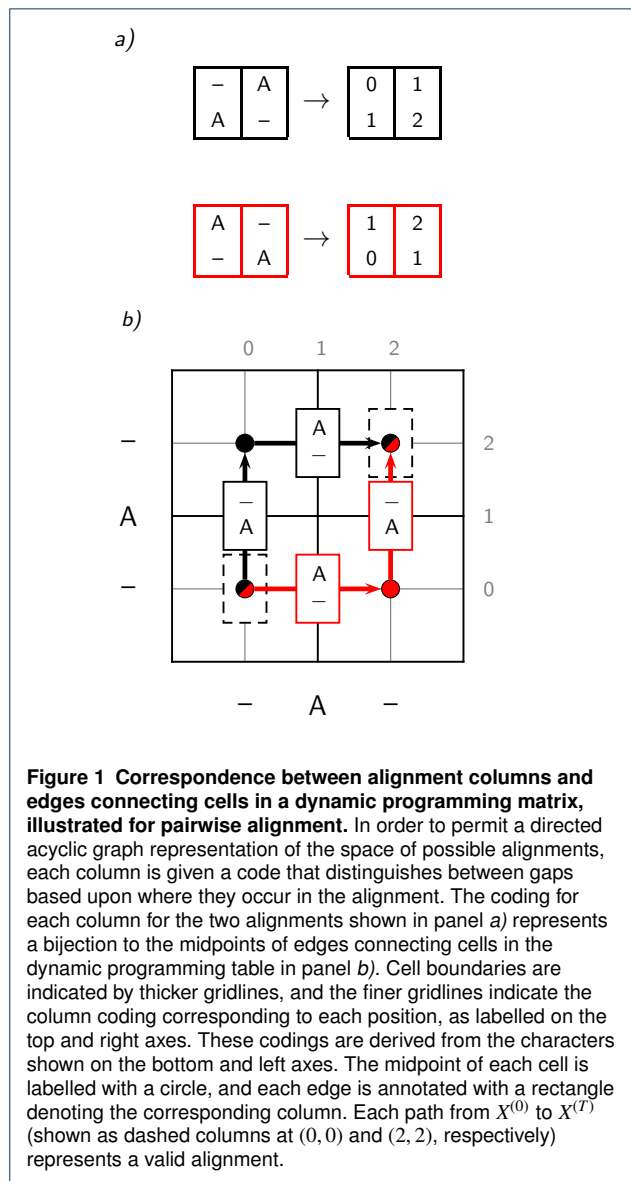 a)
– A → 0 1
A – 1 2
A – → 1 2
– A 0 1
b)
0 1 2
A
–
– 2
–
A
–
A
A 1
A
–
– 0
– A –
Figure 1 Correspondence between alignment columns and
edges connecting cells in a dynamic programming matrix,
illustrated for pairwise alignment. In order to permit a directed
acyclic graph representation of the space of possible alignments,
each column is given a code that distinguishes between gaps
based upon where they occur in the alignment. The coding for
each column for the two alignments shown in panel a) represents
a bijection to the midpoints of edges connecting cells in the
dynamic programming table in panel b). Cell boundaries are
indicated by thicker gridlines, and the finer gridlines indicate the
column coding corresponding to each position, as labelled on the
top and right axes. These codings are derived from the characters
shown on the bottom and left axes. The midpoint of each cell is
labelled with a circle, and each edge is annotated with a rectangle
denoting the corresponding column. Each path from X^(0) to X^(T)
(shown as dashed columns at (0, 0) and (2, 2), respectively)
represents a valid alignment.